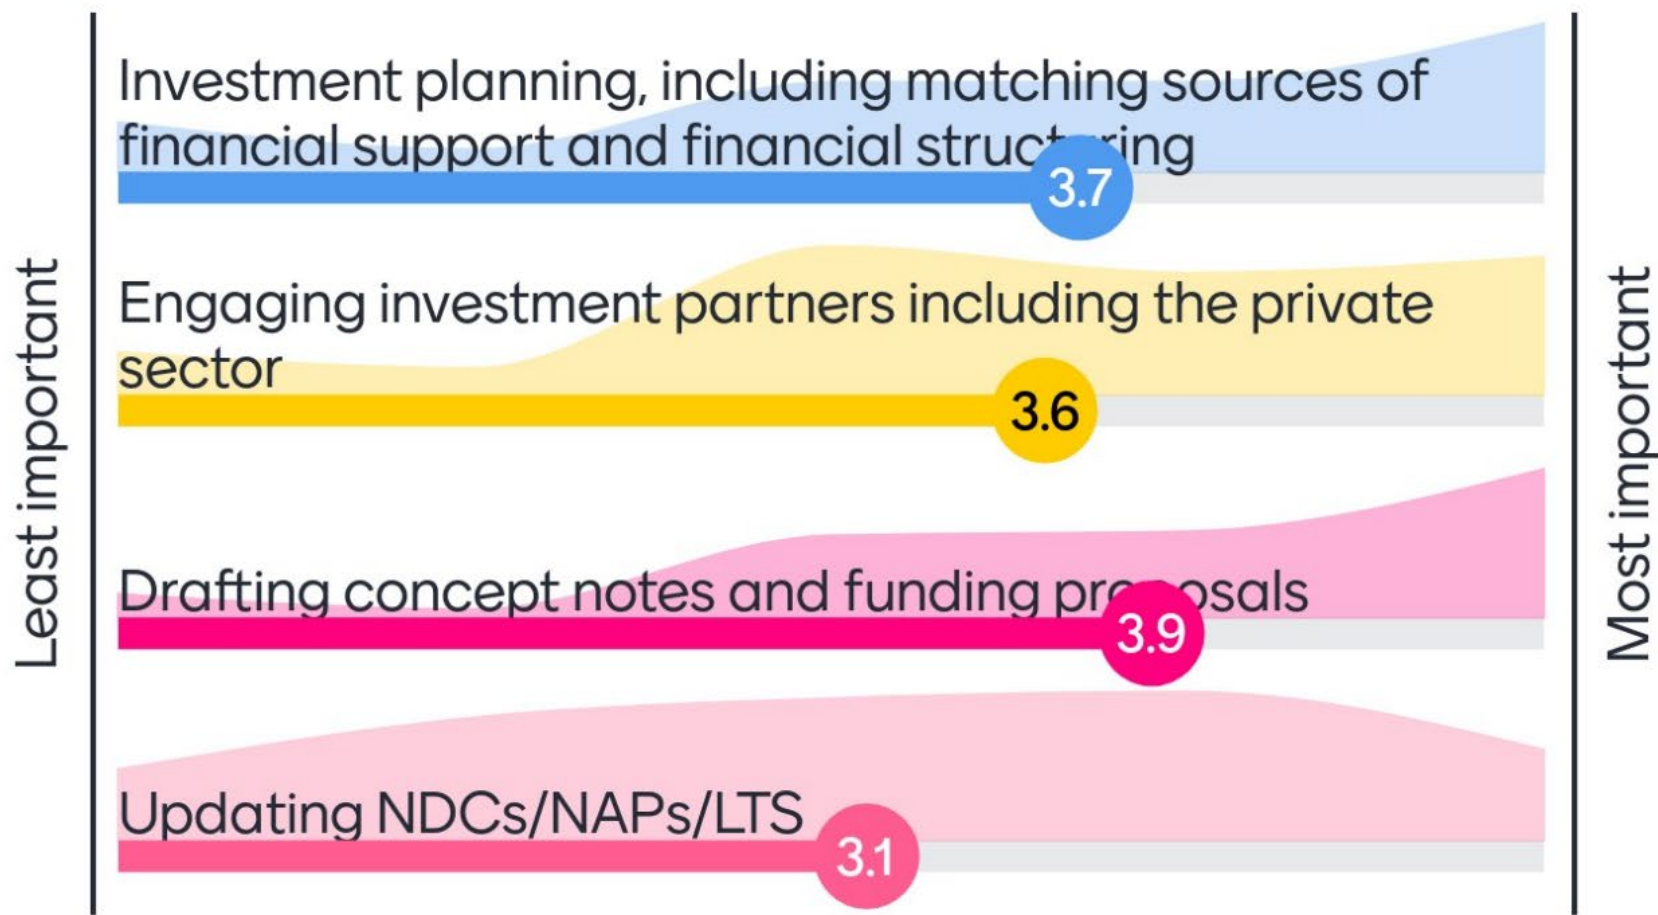 Least important
Investment planning, including matching sources of
financial support and financial structuring
3.7
Engaging investment partners including the private
sector
3.6
Drafting concept notes and funding proposals
3.9
Updating NDCs/NAPs/LTS
3.1
Most important